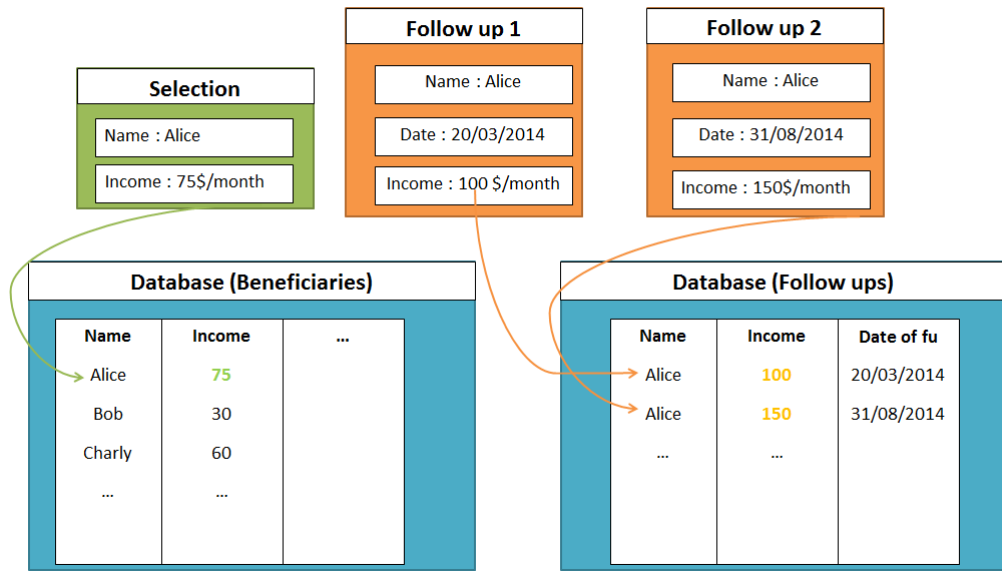 Selection
Name : Alice
Income : 75$/month
Follow up 1
Name : Alice
Date : 20/03/2014
Income : 100 $/month
Follow up 2
Name : Alice
Date : 31/08/2014
Income : 150$/month
Database (Beneficiaries)
Name Income ...
Alice 75
Bob 30
Charly 60
... ...
Database (Follow ups)
Name Income Date of fu
Alice 100 20/03/2014
Alice 150 31/08/2014
... ...